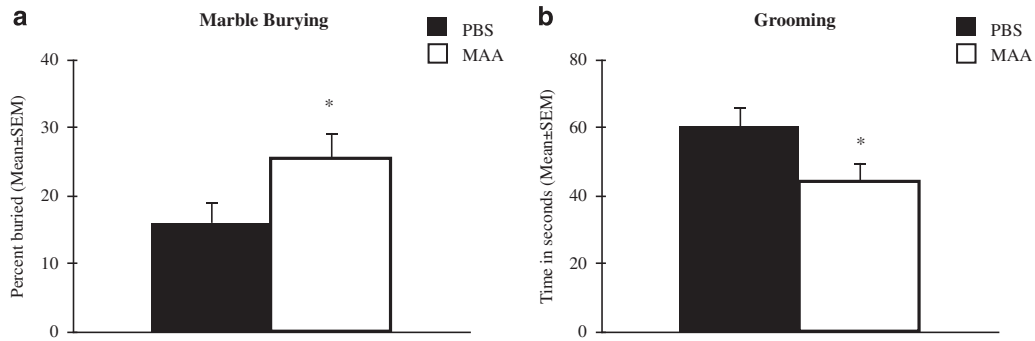 a
Marble Burying
PBS
MAA
40
30
20
10
0
Percent buried (Mean±SEM)
*
b
Grooming
PBS
MAA
80
60
40
20
0
Time in seconds (Mean±SEM)
*